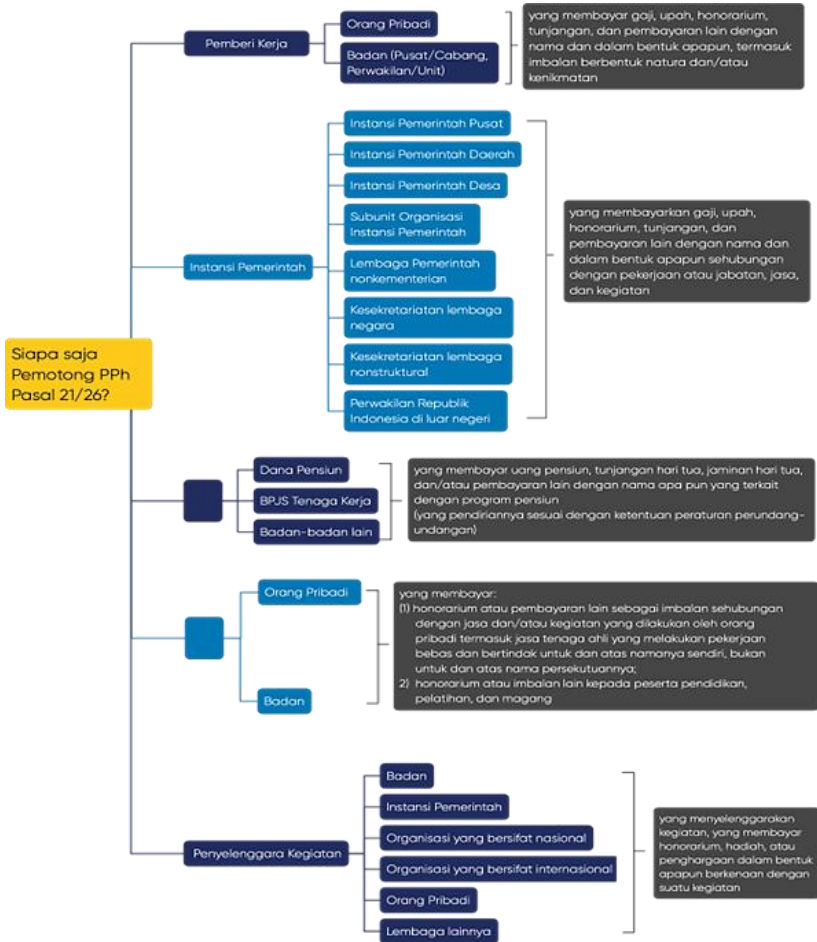 Siapa saja
Pemotong PPh
Pasal 21/26?
Pemberi Kerja
Orang Pribadi
Badan (Pusat/Cabang,
Perwakilan/Unit)
yang membayar gaji, upah, honorarium,
tunjangan, dan pembayaran lain dengan
nama dan dalam bentuk apapun, termasuk
imbalan berbentuk natura dan/atau
kenikmatan
Instansi Pemerintah
Instansi Pemerintah Pusat
Instansi Pemerintah Daerah
Instansi Pemerintah Desa
Subunit Organisasi
Instansi Pemerintah
Lembaga Pemerintah
nonkementerian
Kesekretariatan lembaga
negara
Kesekretariatan lembaga
nonstruktural
Perwakilan Republik
Indonesia di luar negeri
yang membayarkan gaji, upah,
honorarium, tunjangan, dan
pembayaran lain dengan nama dan
dalam bentuk apapun sehubungan
dengan pekerjaan atau jabatan, jasa,
dan kegiatan
Dana Pensiun
BPJS Tenaga Kerja
Badan-badan lain
yang membayar uang pensiun, tunjangan hari tua, jaminan hari tua,
dan/atau pembayaran lain dengan nama apa pun yang terkait
dengan program pensiun
(yang pendiriannya sesuai dengan ketentuan peraturan perundang-
undangan)
Orang Pribadi
Badan
yang membayar:
(1) honorarium atau pembayaran lain sebagai imbalan sehubungan
dengan jasa dan/atau kegiatan yang dilakukan oleh orang
pribadi termasuk jasa tenaga ahli yang melakukan pekerjaan
bebas dan bertindak untuk dan atas namanya sendiri, bukan
untuk dan atas nama persekutuannya;
2) honorarium atau imbalan lain kepada peserta pendidikan,
pelatihan, dan magang
Penyelenggara Kegiatan
Badan
Instansi Pemerintah
Organisasi yang bersifat nasional
Organisasi yang bersifat internasional
Orang Pribadi
Lembaga lainnya
yang menyelenggarakan
kegiatan, yang membayar
honorarium, hadiah, atau
penghargaan dalam bentuk
apapun berkenaan dengan
suatu kegiatan